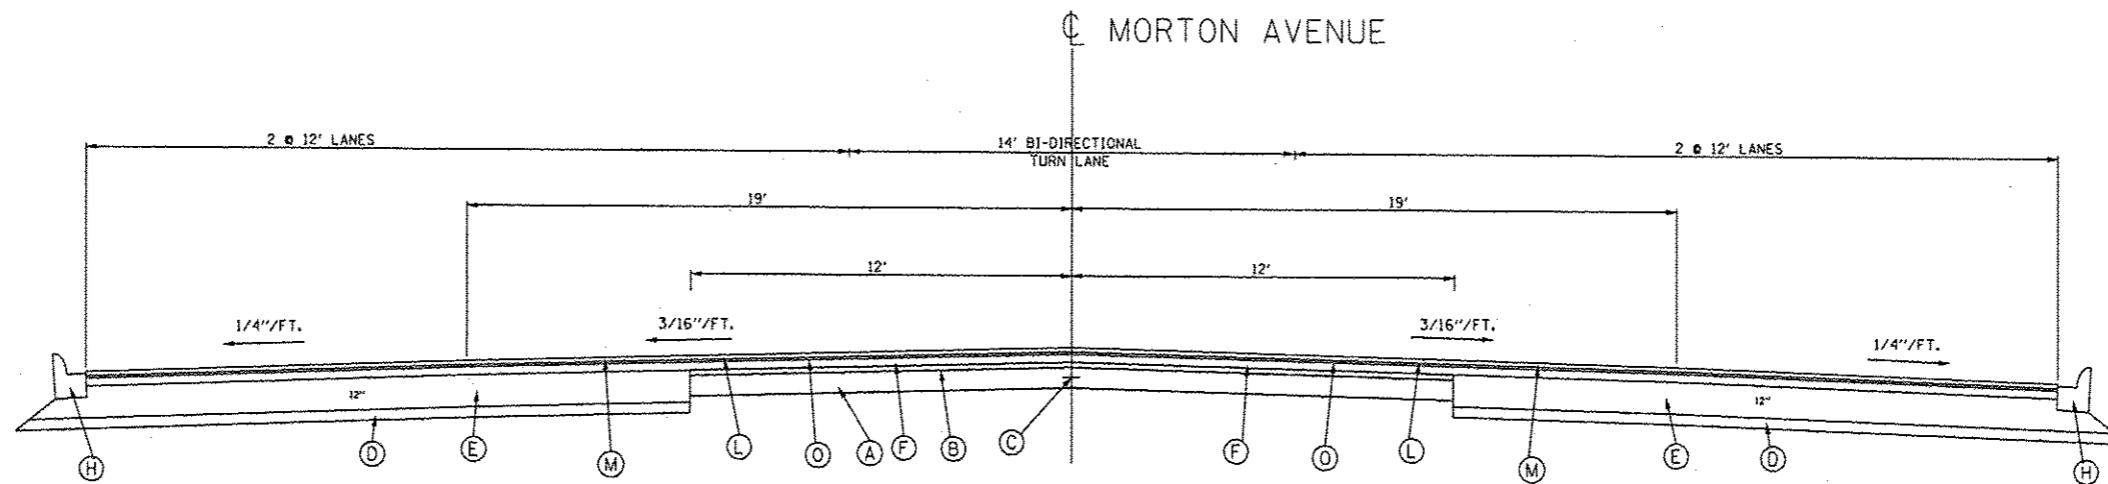 ℄ MORTON AVENUE
2 @ 12' LANES
14' BI-DIRECTIONAL
TURN LANE
2 @ 12' LANES
19'
19'
12'
12'
1/4"/FT.
3/16"/FT.
3/16"/FT.
1/4"/FT.
12"
12"
H
D
E
M
L
O
A
F
B
C
F
O
L
M
E
D
H